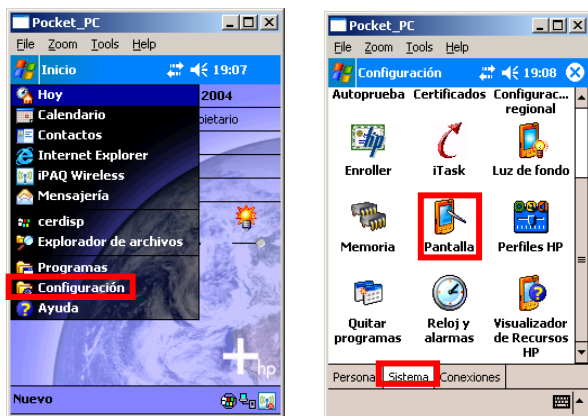 Pocket_PC
File Zoom Tools Help
Inicio 19:07
Hoy
2004
Calendario
pietario
Contactos
Internet Explorer
iPAQ Wireless
Mensajería
cerdisp
Explorador de archivos
Programas
Configuración
Ayuda
hp
Nuevo
Pocket_PC
File Zoom Tools Help
Configuración 19:08
Autoprueba Certificados Configurac...
regional
hp
Enroller iTask Luz de fondo
Memoria Pantalla Perfiles HP
Quitar Reloj y Visualizador
programas alarmas de Recursos
HP
Persona Sistema Conexiones